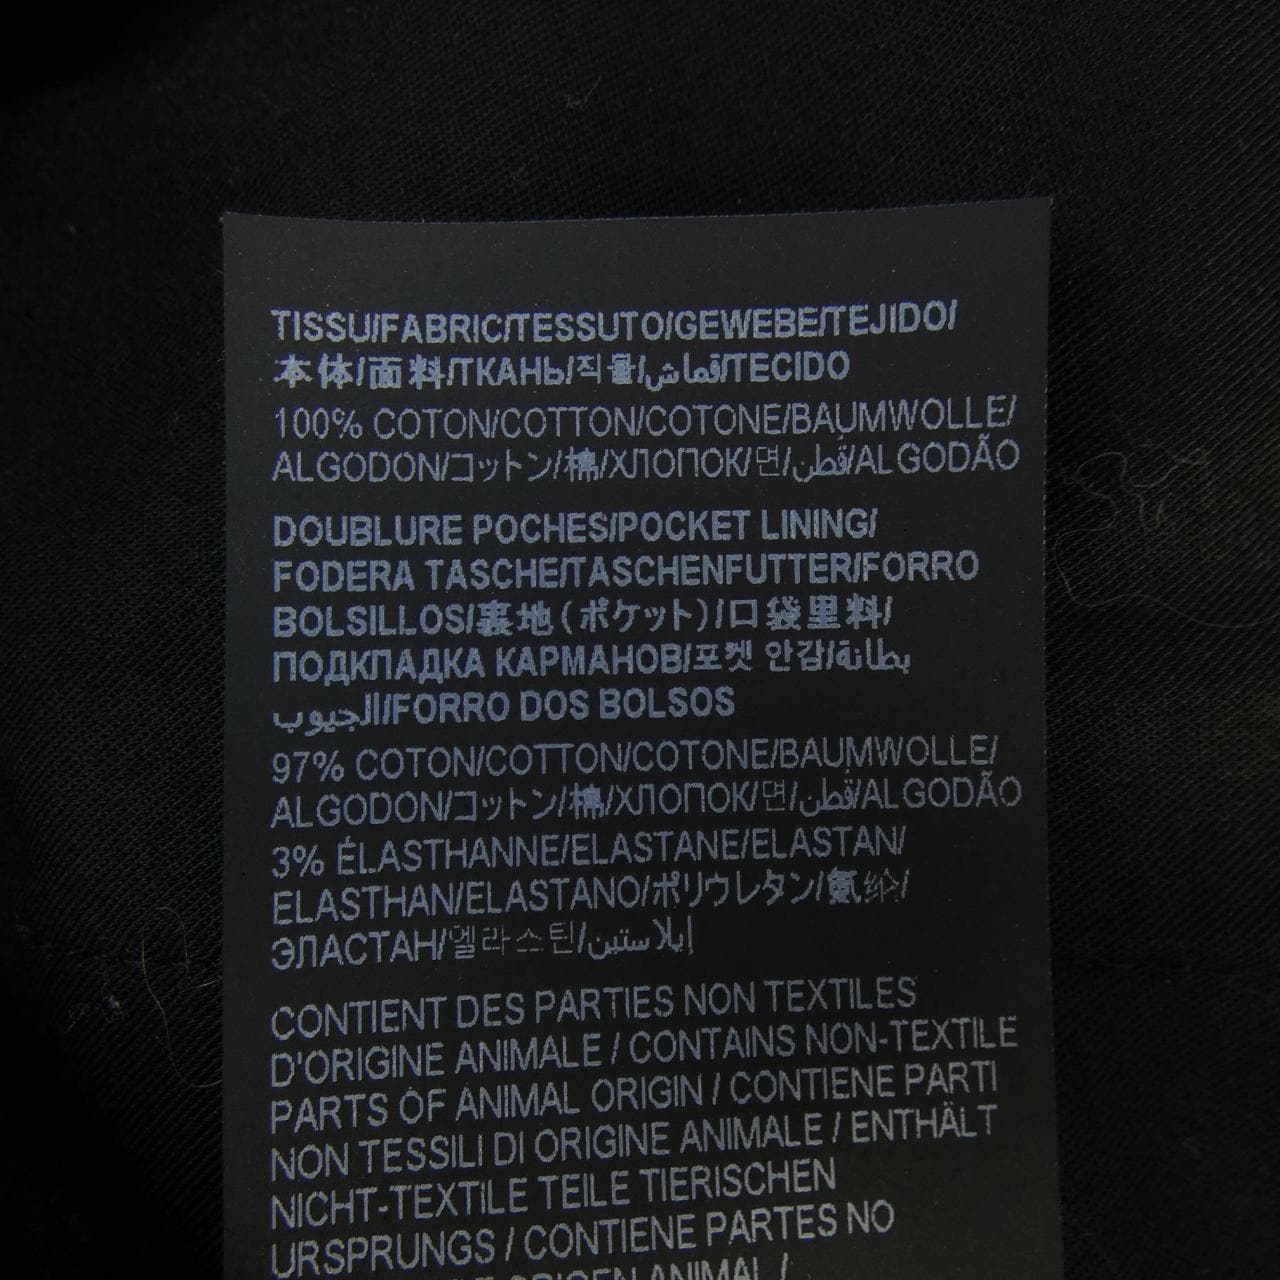 TISSU/FABRIC/TESSUTO/GEWEBE/TEJIDO/
本体/面料/ТКАНЬ/직물/قماش/TECIDO
100% COTON/COTTON/COTONE/BAUMWOLLE/
ALGODON/コットン/棉/ХЛОПОК/면/قطن/ALGODÃO
DOUBLURE POCHES/POCKET LINING/
FODERA TASCHE/TASCHENFUTTER/FORRO
BOLSILLOS/裏地(ポケット)/口袋里料/
ПОДКЛАДКА КАРМАНОВ/포켓 안감/بطانة
الجيوب/FORRO DOS BOLSOS
97% COTON/COTTON/COTONE/BAUMWOLLE/
ALGODON/コットン/棉/ХЛОПОК/면/قطن/ALGODÃO
3% ÉLASTHANNE/ELASTANE/ELASTAN/
ELASTHAN/ELASTANO/ポリウレタン/氨纶/
ЭЛАСТАН/엘라스틴/إيلاستين
CONTIENT DES PARTIES NON TEXTILES
D'ORIGINE ANIMALE / CONTAINS NON-TEXTILE
PARTS OF ANIMAL ORIGIN / CONTIENE PARTI
NON TESSILI DI ORIGINE ANIMALE / ENTHÄLT
NICHT-TEXTILE TEILE TIERISCHEN
URSPRUNGS / CONTIENE PARTES NO
ORIGEN ANIMAL /